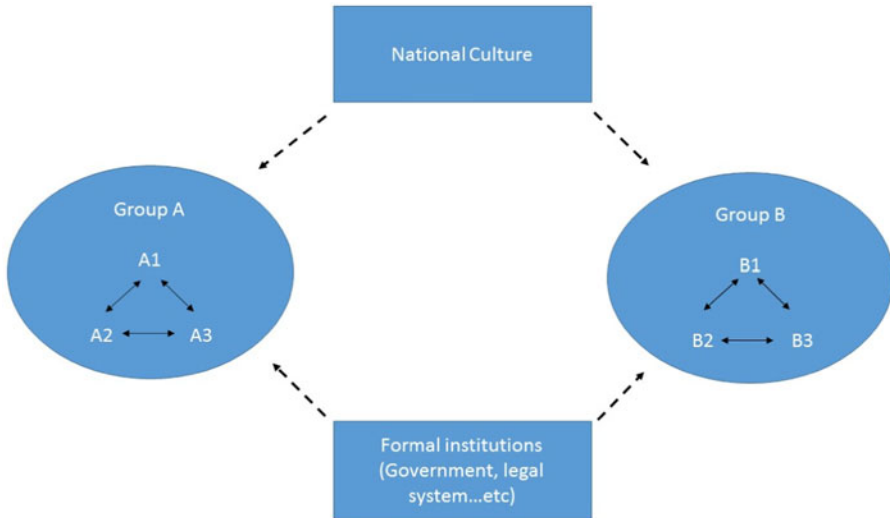 National Culture
Group A
A1
A2
A3
Group B
B1
B2
B3
Formal institutions
(Government, legal
system...etc)